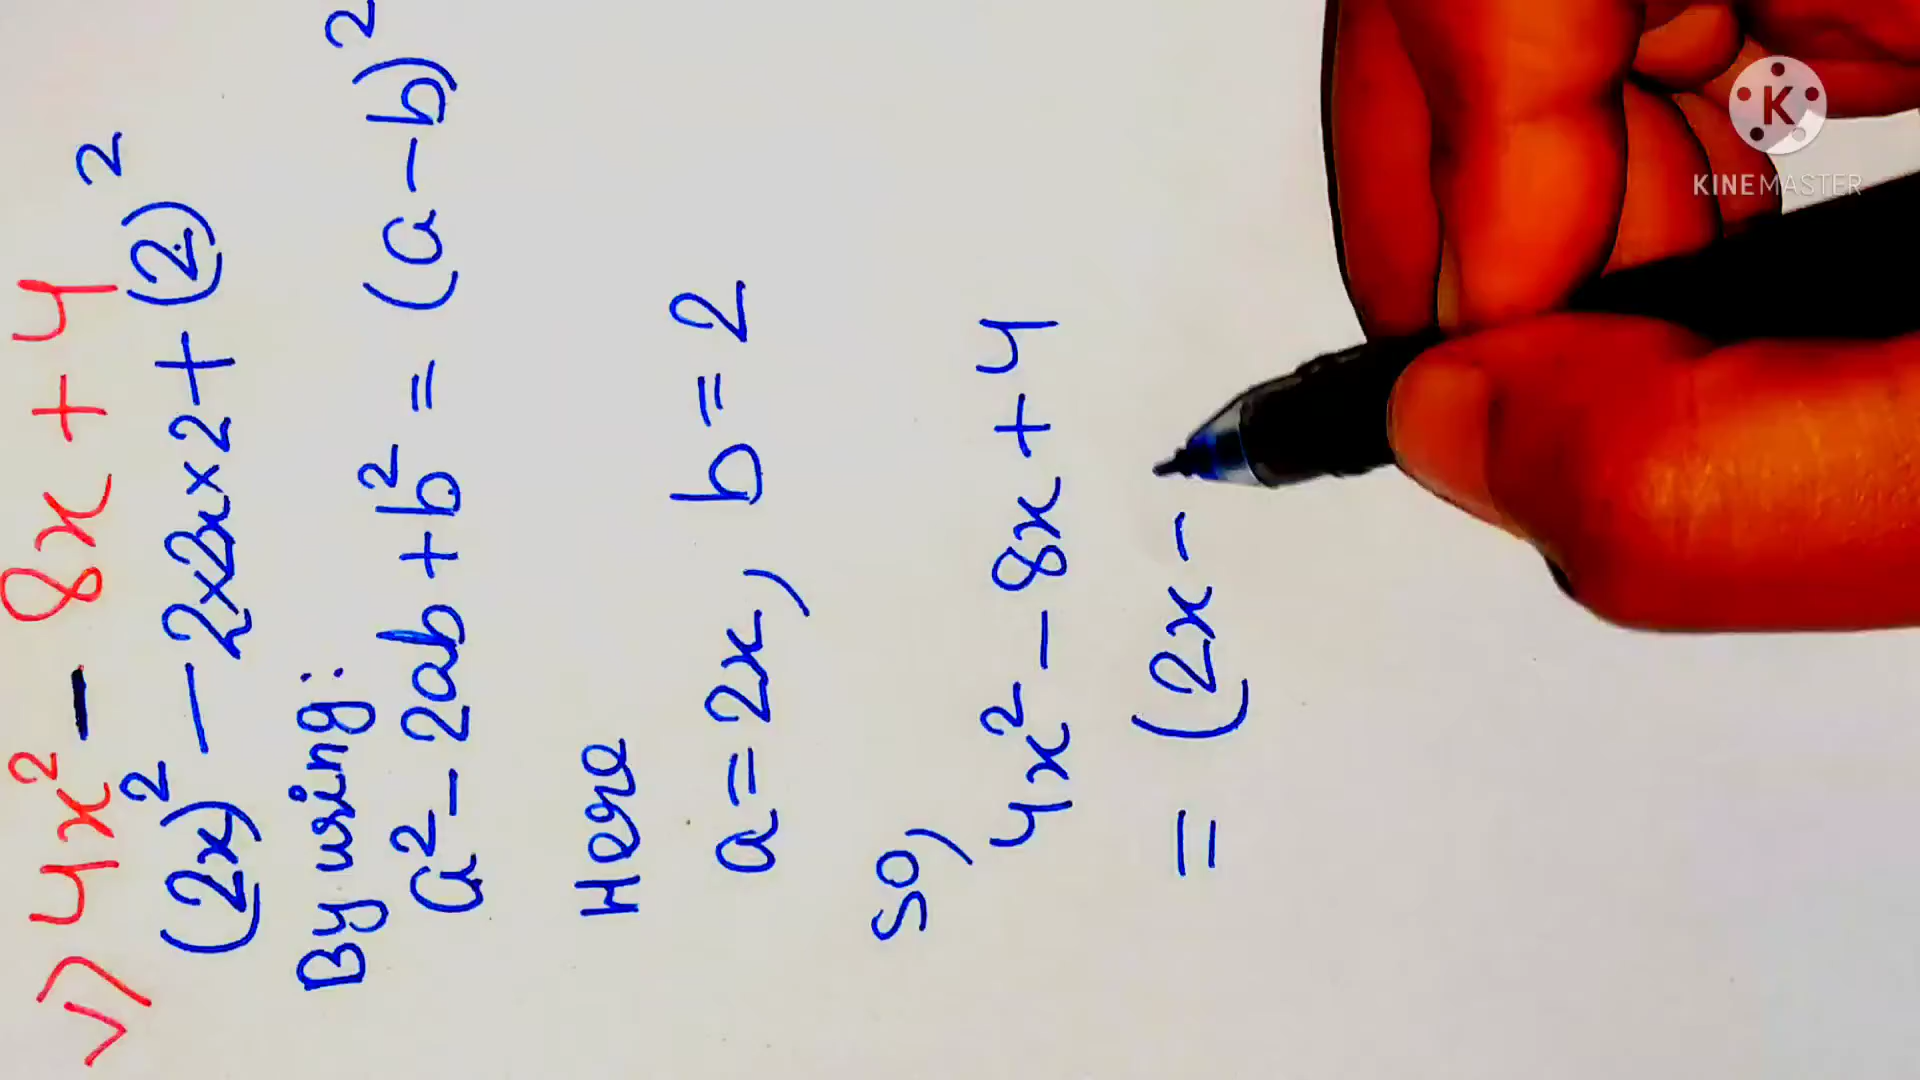 v) 4x² - 8x + 4
(2x)² - 2×2x×2 + (2)²
By using:
a² - 2ab + b² = (a - b)²
Here
a = 2x, b = 2
So,
4x² - 8x + 4
= (2x -
K
KINEMASTER